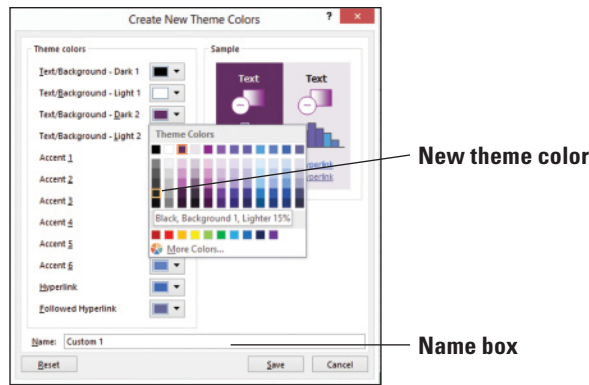 Create New Theme Colors
?
×
Theme colors
Sample
Text/Background - Dark 1
Text/Background - Light 1
Text/Background - Dark 2
Text/Background - Light 2
Accent 1
Accent 2
Accent 3
Accent 4
Accent 5
Accent 6
Hyperlink
Followed Hyperlink
Text
Text
Theme Colors
Black, Background 1, Lighter 15%
More Colors...
yperlink
yperlink
New theme color
Name: Custom 1
Name box
Reset
Save
Cancel